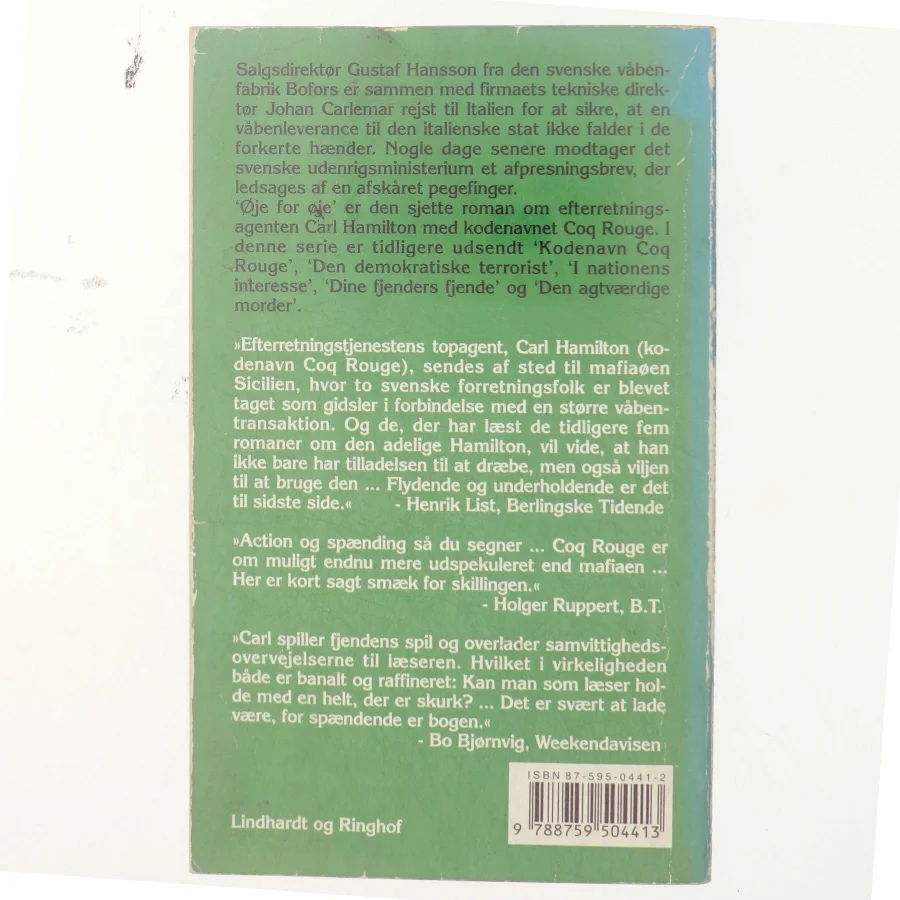 Salgsdirektør Gustaf Hansson fra den svenske våben-
fabrik Bofors er sammen med firmaets tekniske direk-
tør Johan Carlemar rejst til Italien for at sikre, at en
våbenleverance til den italienske stat ikke falder i de
forkerte hænder. Nogle dage senere modtager det
svenske udenrigsministerium et afpresningsbrev, der
ledsages af en afskåret pegefinger.
'Øje for øje' er den sjette roman om efterretnings-
agenten Carl Hamilton med kodenavnet Coq Rouge. I
denne serie er tidligere udsendt 'Kodenavn Coq
Rouge', 'Den demokratiske terrorist', 'I nationens
interesse', 'Dine fjenders fjende' og 'Den agtværdige
morder'.
»Efterretningstjenestens topagent, Carl Hamilton (ko-
denavn Coq Rouge), sendes af sted til mafiaøen
Sicilien, hvor to svenske forretningsfolk er blevet
taget som gidsler i forbindelse med en større våben-
transaktion. Og de, der har læst de tidligere fem
romaner om den adelige Hamilton, vil vide, at han
ikke bare har tilladelsen til at dræbe, men også viljen
til at bruge den ... Flydende og underholdende er det
til sidste side.« - Henrik List, Berlingske Tidende
»Action og spænding så du segner ... Coq Rouge er
om muligt endnu mere udspekuleret end mafiaen ...
Her er kort sagt smæk for skillingen.«
- Holger Ruppert, B.T.
»Carl spiller fjendens spil og overlader samvittigheds-
overvejelserne til læseren. Hvilket i virkeligheden
både er banalt og raffineret: Kan man som læser hol-
de med en helt, der er skurk? ... Det er svært at lade
være, for spændende er bogen.«
- Bo Bjørnvig, Weekendavisen
ISBN 87-595-0441-2
9 788759 504413
Lindhardt og Ringhof